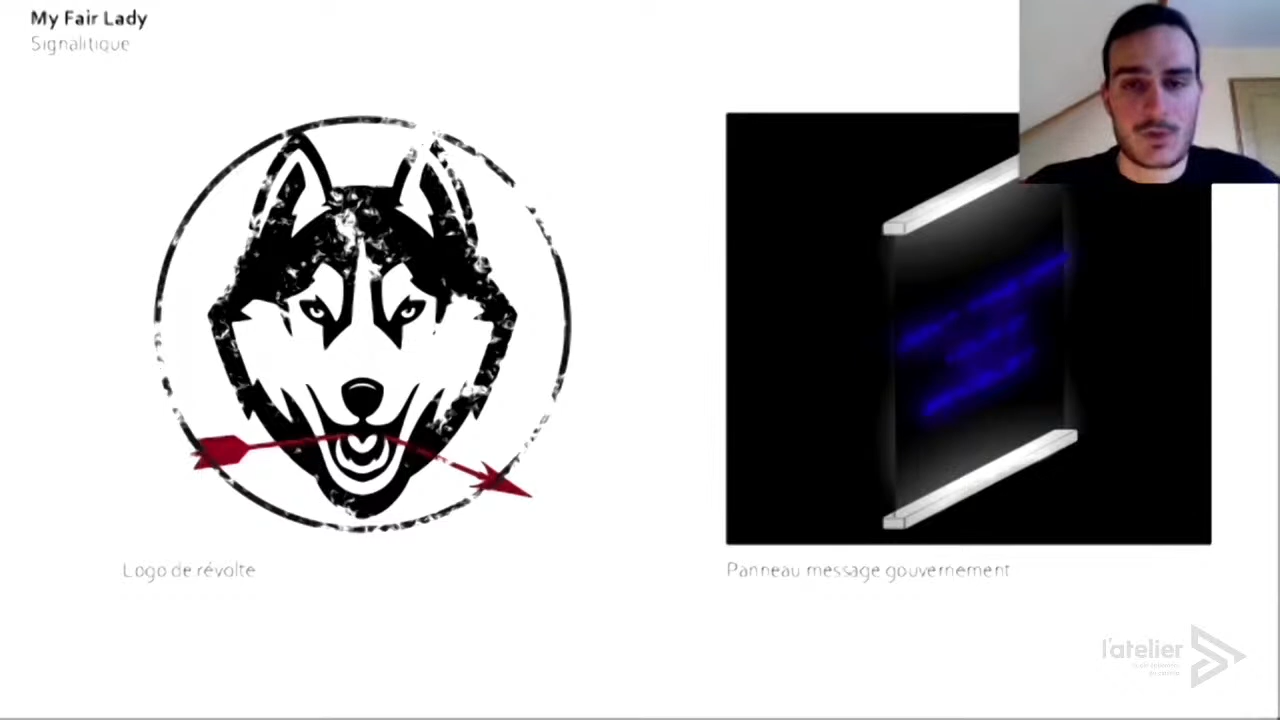 My Fair Lady
Signalitique
Logo de révolte
Panneau message gouvernement
l'atelier